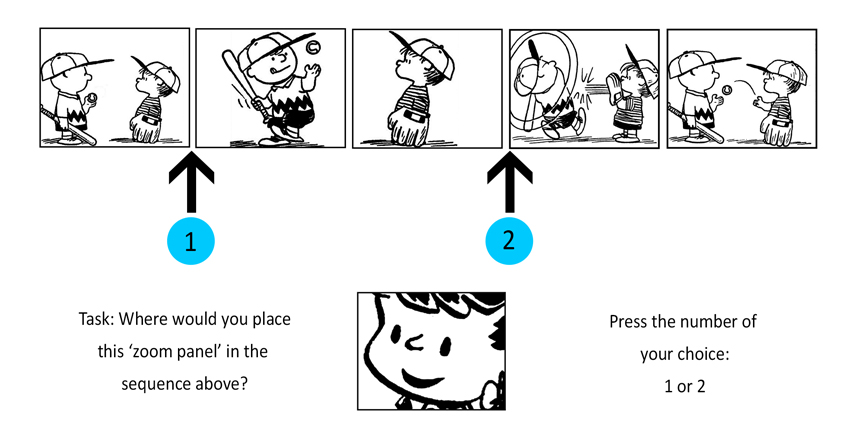 1
2
Task: Where would you place
this ‘zoom panel’ in the
sequence above?
Press the number of
your choice:
1 or 2